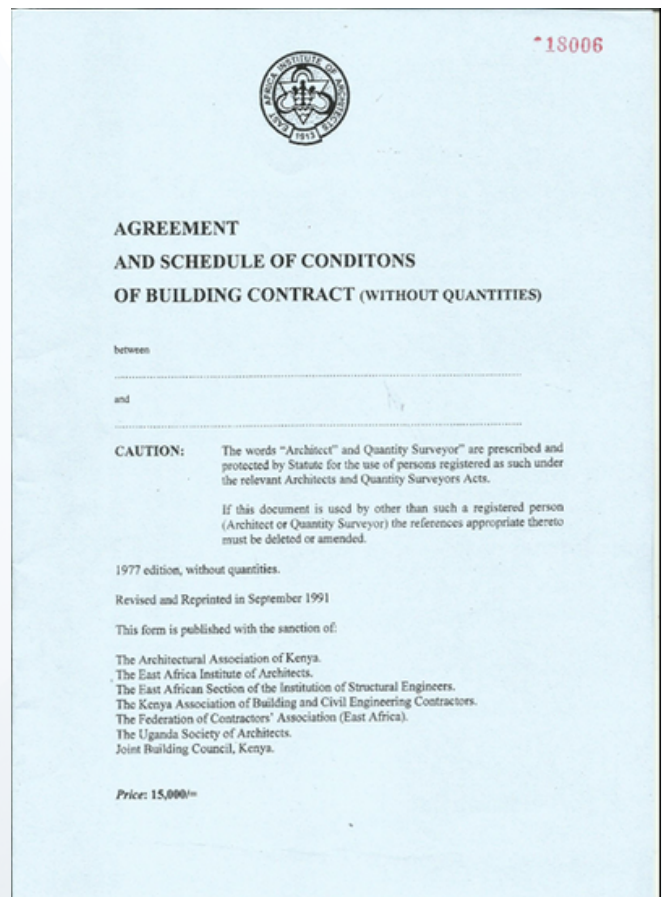 18006
EAST AFRICA INSTITUTE OF ARCHITECTS
1913
AGREEMENT
AND SCHEDULE OF CONDITONS
OF BUILDING CONTRACT (WITHOUT QUANTITIES)
between
and
CAUTION: The words “Architect” and Quantity Surveyor” are prescribed and
protected by Statute for the use of persons registered as such under
the relevant Architects and Quantity Surveyors Acts.
If this document is used by other than such a registered person
(Architect or Quantity Surveyor) the references appropriate thereto
must be deleted or amended.
1977 edition, without quantities.
Revised and Reprinted in September 1991
This form is published with the sanction of:
The Architectural Association of Kenya.
The East Africa Institute of Architects.
The East African Section of the Institution of Structural Engineers.
The Kenya Association of Building and Civil Engineering Contractors.
The Federation of Contractors’ Association (East Africa).
The Uganda Society of Architects.
Joint Building Council, Kenya.
Price: 15,000/=